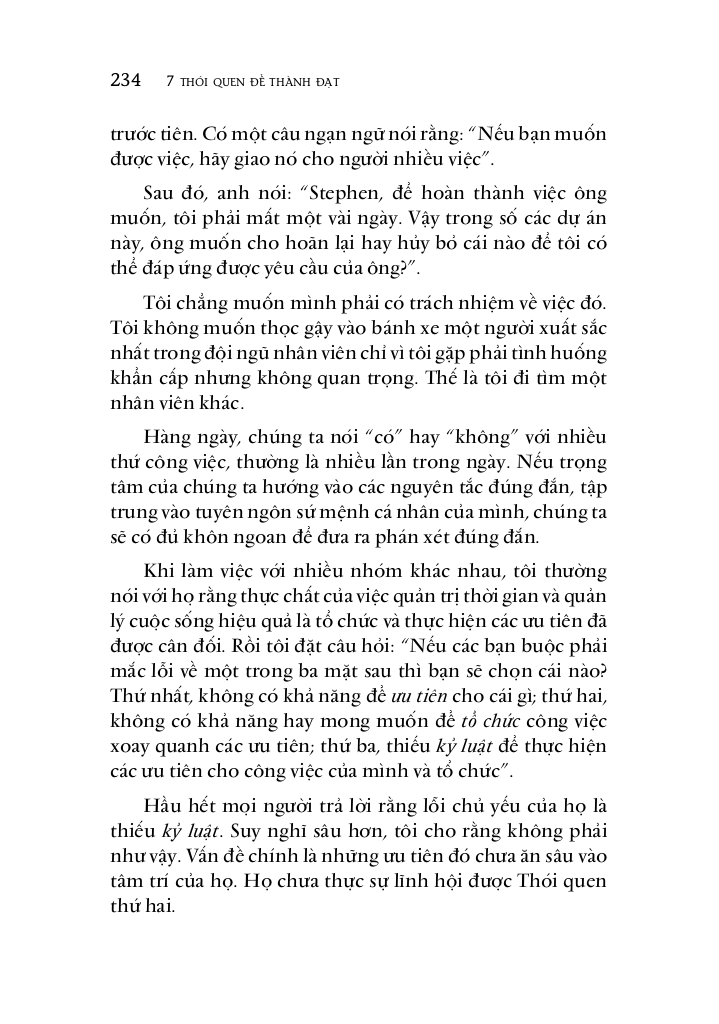 234 7 THÓI QUEN ĐỂ THÀNH ĐẠT
trước tiên. Có một câu ngạn ngữ nói rằng: “Nếu bạn muốn
được việc, hãy giao nó cho người nhiều việc”.
Sau đó, anh nói: “Stephen, để hoàn thành việc ông
muốn, tôi phải mất một vài ngày. Vậy trong số các dự án
này, ông muốn cho hoãn lại hay hủy bỏ cái nào để tôi có
thể đáp ứng được yêu cầu của ông?”.
Tôi chẳng muốn mình phải có trách nhiệm về việc đó.
Tôi không muốn thọc gậy vào bánh xe một người xuất sắc
nhất trong đội ngũ nhân viên chỉ vì tôi gặp phải tình huống
khẩn cấp nhưng không quan trọng. Thế là tôi đi tìm một
nhân viên khác.
Hàng ngày, chúng ta nói “có” hay “không” với nhiều
thứ công việc, thường là nhiều lần trong ngày. Nếu trọng
tâm của chúng ta hướng vào các nguyên tắc đúng đắn, tập
trung vào tuyên ngôn sứ mệnh cá nhân của mình, chúng ta
sẽ có đủ khôn ngoan để đưa ra phán xét đúng đắn.
Khi làm việc với nhiều nhóm khác nhau, tôi thường
nói với họ rằng thực chất của việc quản trị thời gian và quản
lý cuộc sống hiệu quả là tổ chức và thực hiện các ưu tiên đã
được cân đối. Rồi tôi đặt câu hỏi: “Nếu các bạn buộc phải
mắc lỗi về một trong ba mặt sau thì bạn sẽ chọn cái nào?
Thứ nhất, không có khả năng để ưu tiên cho cái gì; thứ hai,
không có khả năng hay mong muốn để tổ chức công việc
xoay quanh các ưu tiên; thứ ba, thiếu kỷ luật để thực hiện
các ưu tiên cho công việc của mình và tổ chức”.
Hầu hết mọi người trả lời rằng lỗi chủ yếu của họ là
thiếu kỷ luật. Suy nghĩ sâu hơn, tôi cho rằng không phải
như vậy. Vấn đề chính là những ưu tiên đó chưa ăn sâu vào
tâm trí của họ. Họ chưa thực sự lĩnh hội được Thói quen
thứ hai.